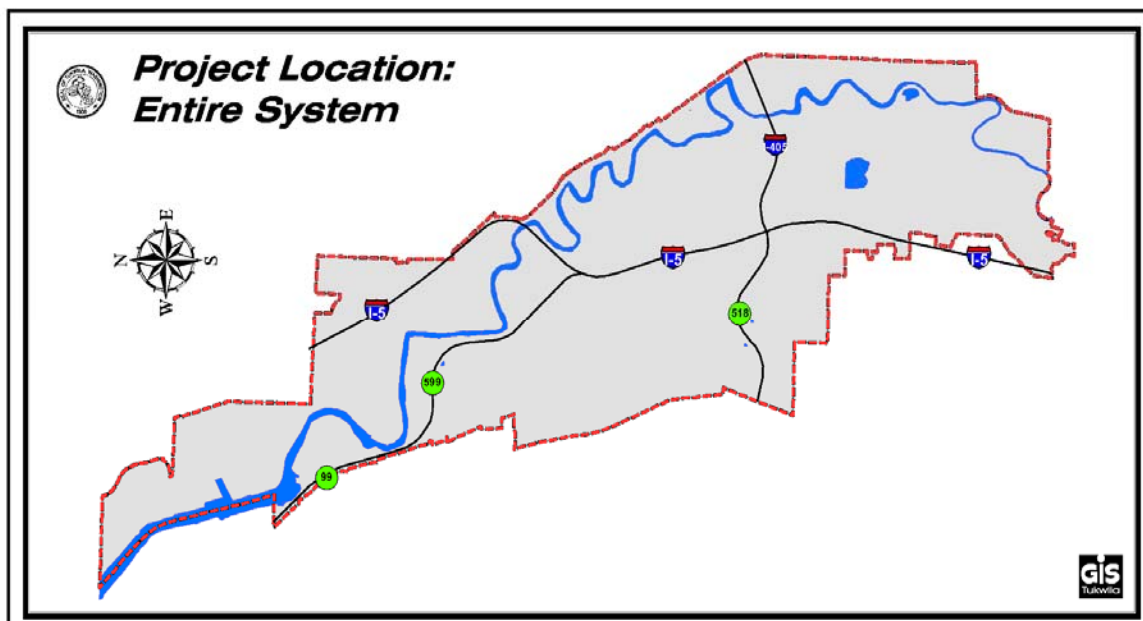 Project Location:
Entire System
I-405
E
N
S
W
I-5
I-5
I-5
518
599
99
GIS
Tukwila